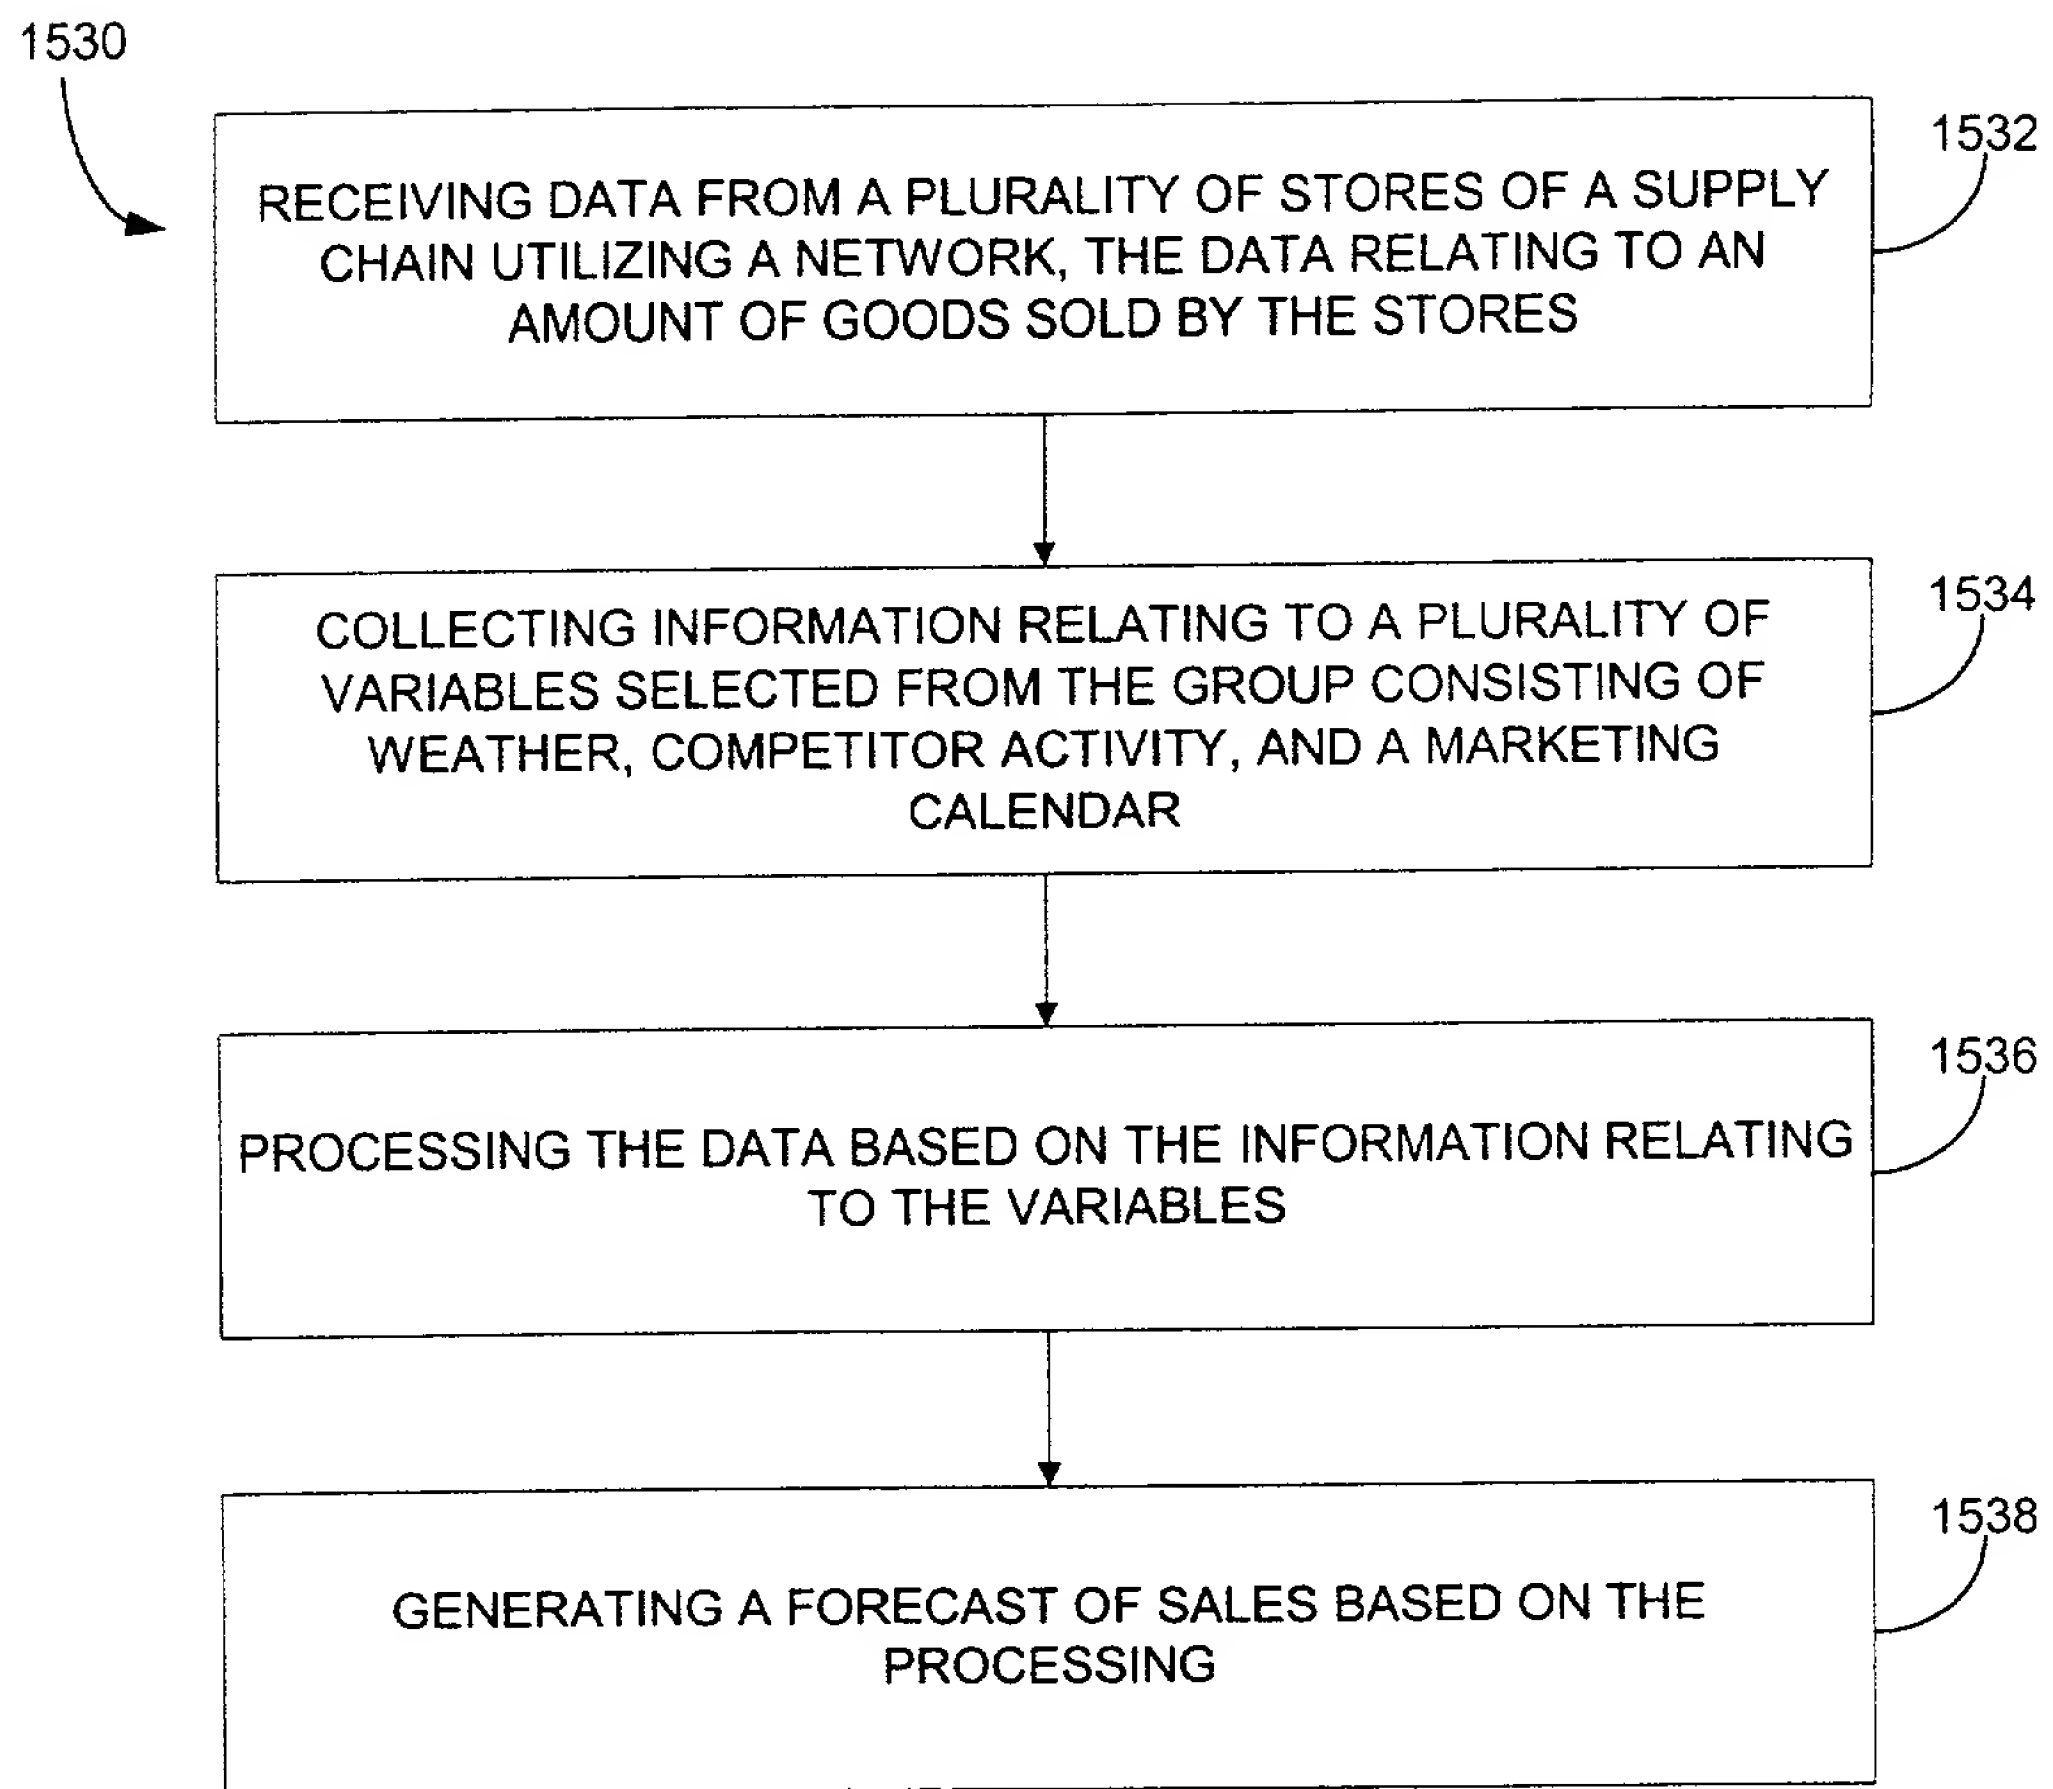 1530
1532
RECEIVING DATA FROM A PLURALITY OF STORES OF A SUPPLY
CHAIN UTILIZING A NETWORK, THE DATA RELATING TO AN
AMOUNT OF GOODS SOLD BY THE STORES
1534
COLLECTING INFORMATION RELATING TO A PLURALITY OF
VARIABLES SELECTED FROM THE GROUP CONSISTING OF
WEATHER, COMPETITOR ACTIVITY, AND A MARKETING
CALENDAR
1536
PROCESSING THE DATA BASED ON THE INFORMATION RELATING
TO THE VARIABLES
1538
GENERATING A FORECAST OF SALES BASED ON THE
PROCESSING